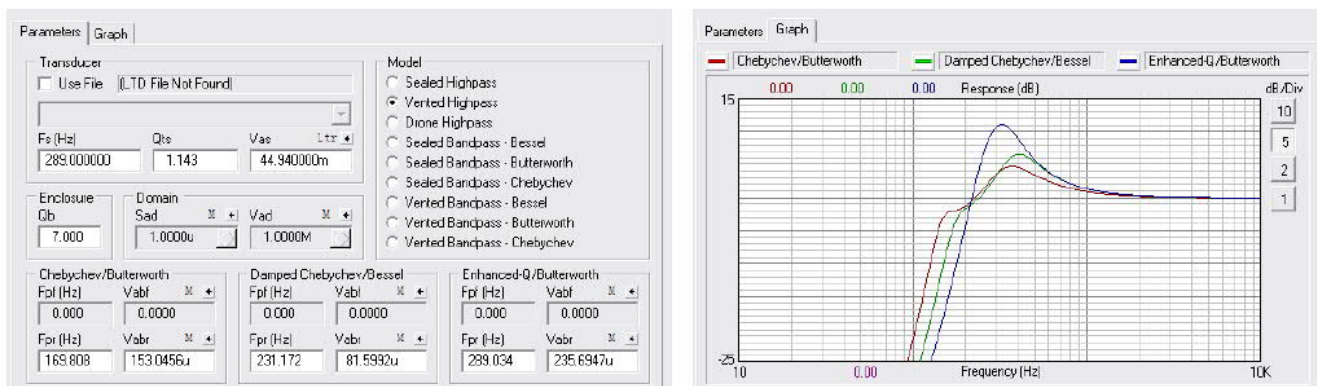 Parameters Graph
Transducer
Use File (LTD File Not Found)
Fs (Hz) Qts Vas Ltr
289.000000 1.143 44.940000m
Enclosure
Qb
7.000
Domain
Sad M Vad M
1.0000u 1.0000M
Model
Sealed Highpass
Vented Highpass
Drone Highpass
Sealed Bandpass - Bessel
Sealed Bandpass - Butterworth
Sealed Bandpass - Chebychev
Vented Bandpass - Bessel
Vented Bandpass - Butterworth
Vented Bandpass - Chebychev
Chebychev/Butterworth
Fpf (Hz) Vabf M
0.000 0.0000
Fpr (Hz) Vabr M
169.808 153.0456u
Damped Chebychev/Bessel
Fpf (Hz) Vabf M
0.000 0.0000
Fpr (Hz) Vabr M
231.172 81.5992u
Enhanced-Q/Butterworth
Fpf (Hz) Vabf M
0.000 0.0000
Fpr (Hz) Vabr M
289.034 235.6947u
Parameters Graph
Chebychev/Butterworth Damped Chebychev/Bessel Enhanced-Q/Butterworth
0.00 0.00 0.00 Response (dB) dB/Div
15
10
5
2
1
-25
10 0.00 Frequency (Hz) 10K